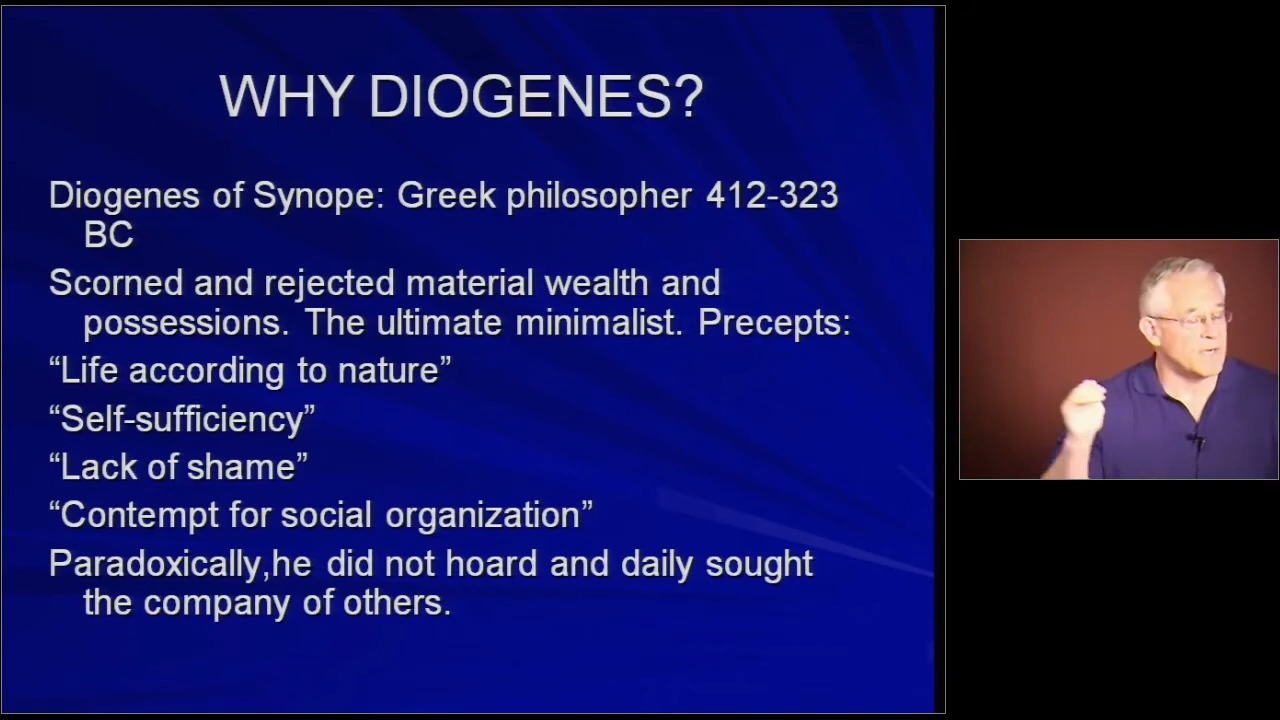 WHY DIOGENES?
Diogenes of Synope: Greek philosopher 412-323
BC
Scorned and rejected material wealth and
possessions. The ultimate minimalist. Precepts:
“Life according to nature”
“Self-sufficiency”
“Lack of shame”
“Contempt for social organization”
Paradoxically,he did not hoard and daily sought
the company of others.